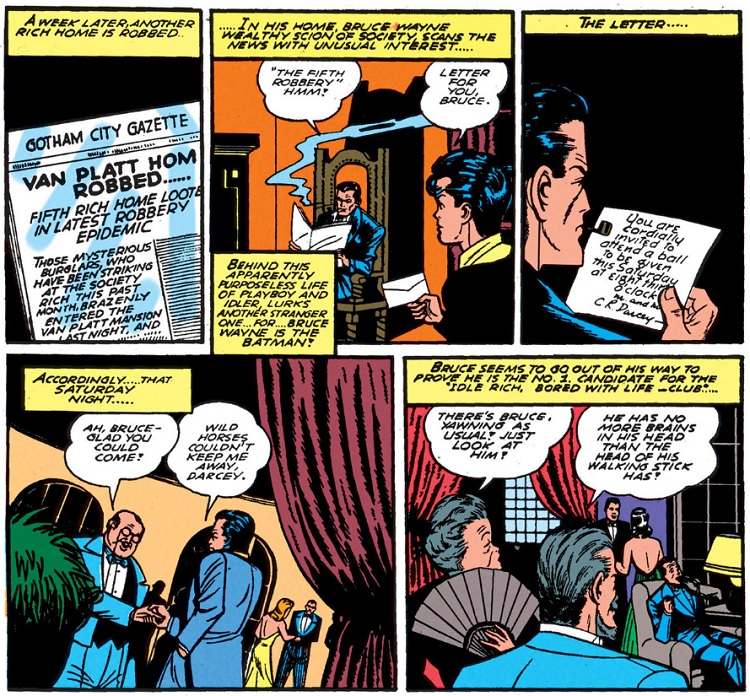 A WEEK LATER, ANOTHER
RICH HOME IS ROBBED..
GOTHAM CITY GAZETTE
VAN PLATT HOM
ROBBED......
FIFTH RICH HOME LOOTE
IN LATEST ROBBERY
EPIDEMIC
THOSE MYSTERIOUS
BURGLARS WHO
HAVE BEEN STRIKING
AT THE SOCIETY
RICH THIS PAST
MONTH, BRAZENLY
ENTERED THE
VAN PLATT MANSION
LAST NIGHT, AND
.....IN HIS HOME, BRUCE WAYNE
WEALTHY SCION OF SOCIETY, SCANS THE
NEWS WITH UNUSUAL INTEREST.....
"THE FIFTH
ROBBERY"
HMM!
LETTER
FOR
YOU,
BRUCE.
BEHIND THIS
APPARENTLY
PURPOSELESS LIFE
OF PLAYBOY AND
IDLER, LURKS
ANOTHER STRANGER
ONE...FOR....BRUCE
WAYNE IS THE
BATMAN!
THE LETTER.....
You are
cordially
invited to
attend a ball
to be given
this Saturday
at eight thirty
o'clock
C.R. Darcey
ACCORDINGLY.....THAT
SATURDAY
NIGHT.....
AH, BRUCE-
GLAD YOU
COULD
COME!
WILD
HORSES
COULDN'T
KEEP ME
AWAY,
DARCEY.
BRUCE SEEMS TO GO OUT OF HIS WAY TO
PROVE HE IS THE NO. 1. CANDIDATE FOR THE
"IDLE RICH, BORED WITH LIFE -CLUB".....
THERE'S BRUCE,
YAWNING AS
USUAL! JUST
LOOK AT
HIM!
HE HAS NO
MORE BRAINS
IN HIS HEAD
THAN THE
HEAD OF HIS
WALKING STICK
HAS!